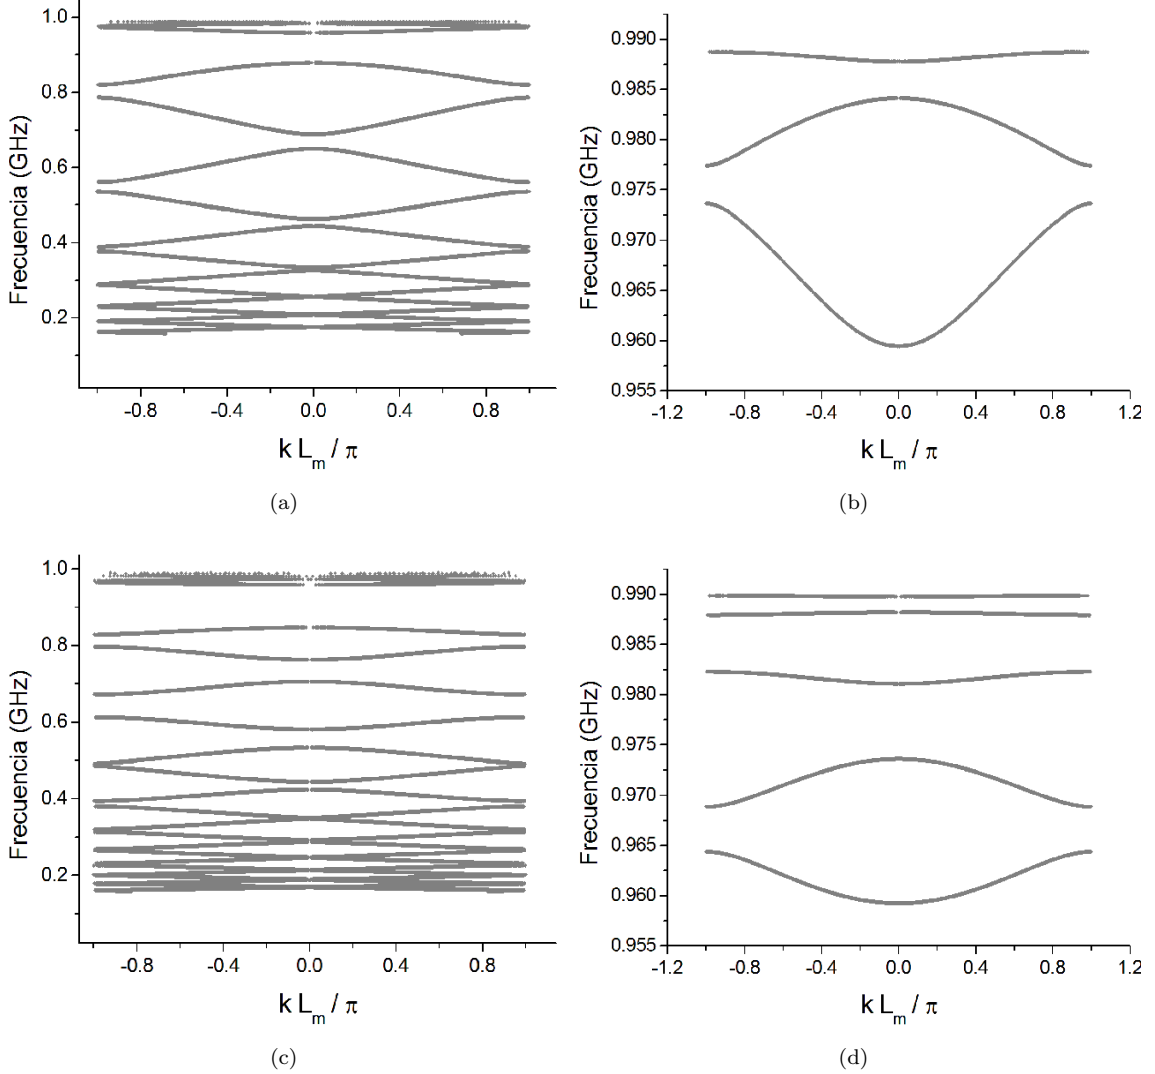 1.0
0.8
0.6
0.4
0.2
Frecuencia (GHz)
-0.8 -0.4 0.0 0.4 0.8
k L_m / π
(a)
0.990
0.985
0.980
0.975
0.970
0.965
0.960
0.955
Frecuencia (GHz)
-1.2 -0.8 -0.4 0.0 0.4 0.8 1.2
k L_m / π
(b)
1.0
0.8
0.6
0.4
0.2
Frecuencia (GHz)
-0.8 -0.4 0.0 0.4 0.8
k L_m / π
(c)
0.990
0.985
0.980
0.975
0.970
0.965
0.960
0.955
Frecuencia (GHz)
-1.2 -0.8 -0.4 0.0 0.4 0.8 1.2
k L_m / π
(d)